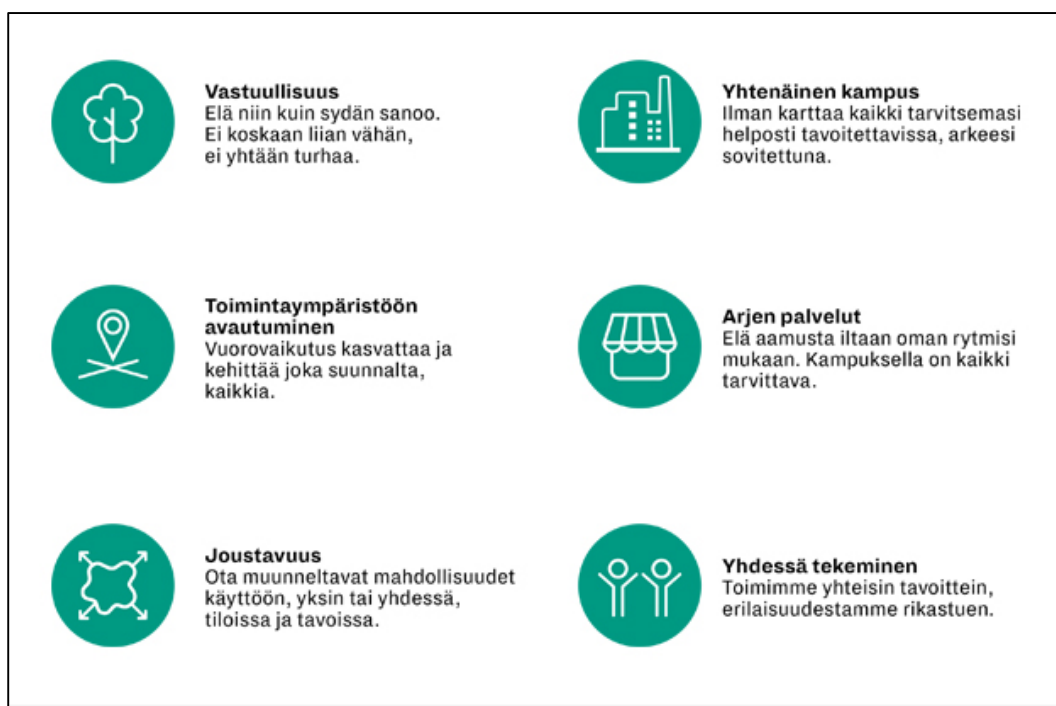 Vastuullisuus
Elä niin kuin sydän sanoo.
Ei koskaan liian vähän,
ei yhtään turhaa.
Yhtenäinen kampus
Ilman karttaa kaikki tarvitsemasi
helposti tavoitettavissa, arkeesi
sovitettuna.
Toimintaympäristöön
avautuminen
Vuorovaikutus kasvattaa ja
kehittää joka suunnalta,
kaikkia.
Arjen palvelut
Elä aamusta iltaan oman rytmisi
mukaan. Kampuksella on kaikki
tarvittava.
Joustavuus
Ota muunneltavat mahdollisuudet
käyttöön, yksin tai yhdessä,
tiloissa ja tavoissa.
Yhdessä tekeminen
Toimimme yhteisin tavoittein,
erilaisuudestamme rikastuen.